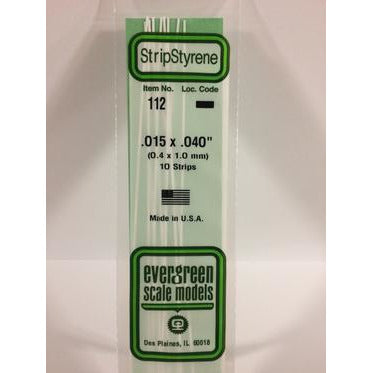 StripStyrene
Item No. Loc. Code
112
.015 x .040"
(0.4 x 1.0 mm)
10 Strips
Made in U.S.A.
evergreen
scale models
Des Plaines, IL 60018